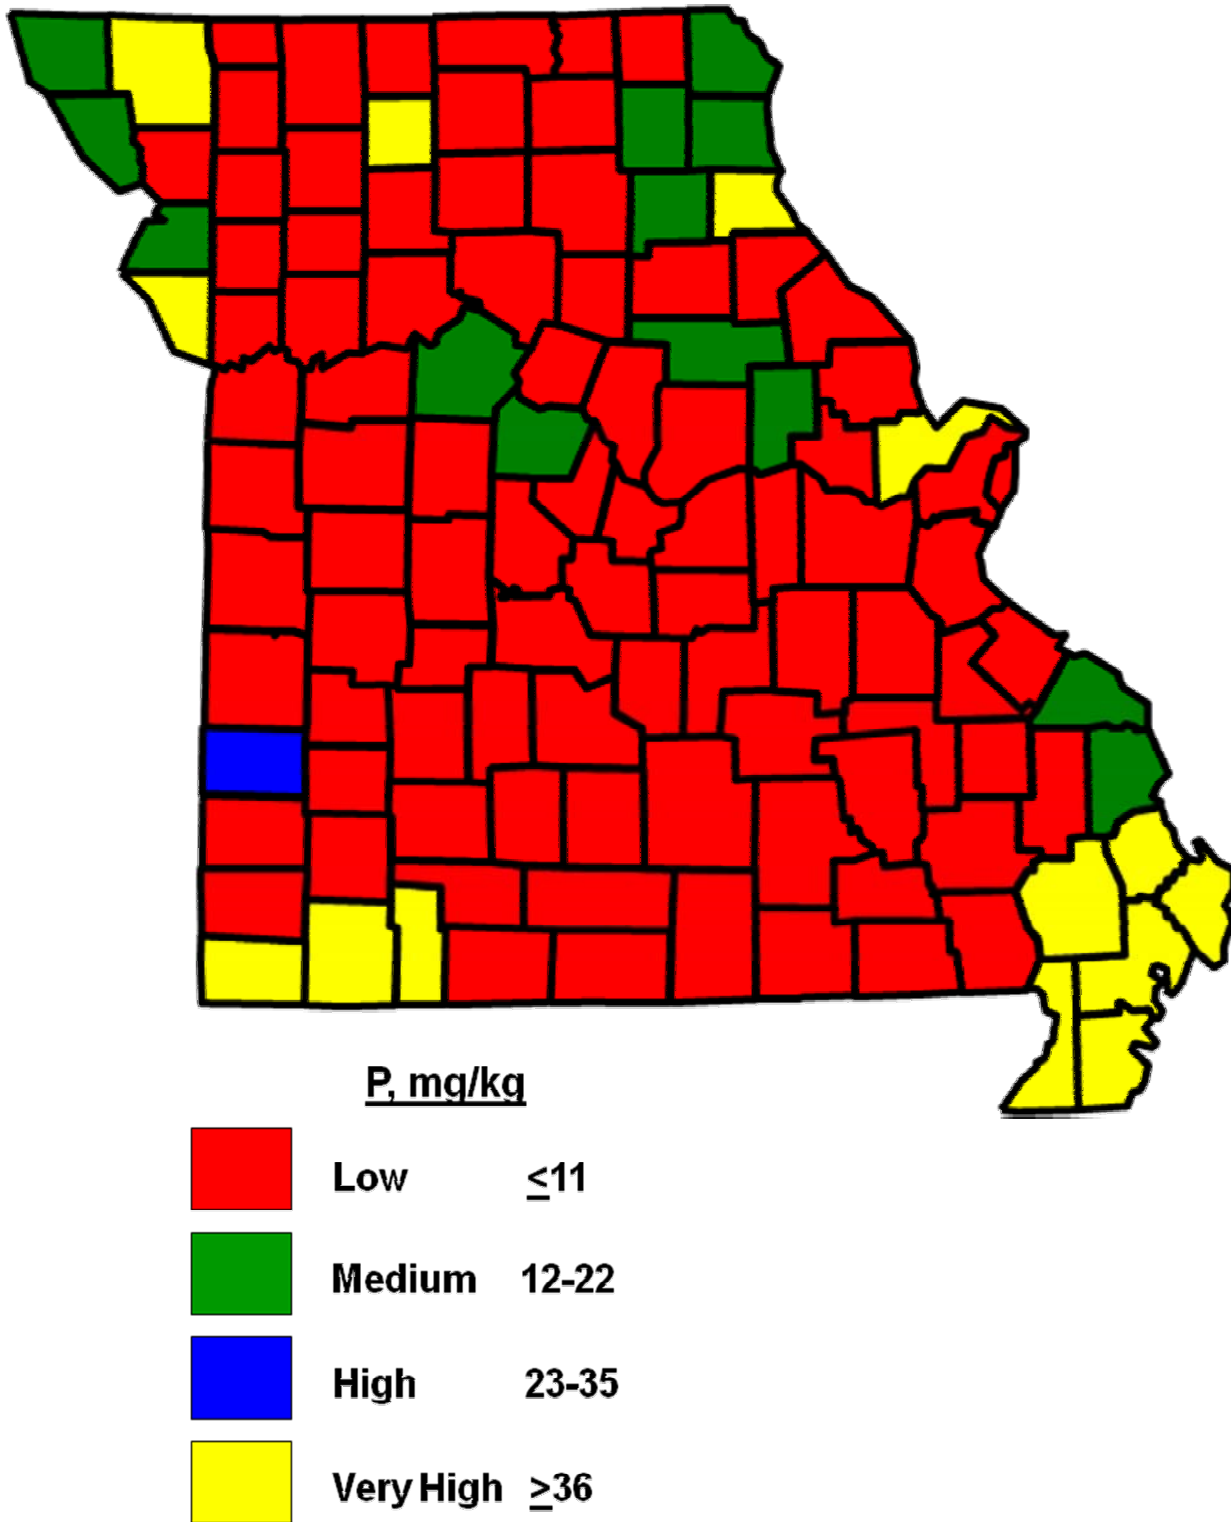 P, mg/kg
Low ≤11
Medium 12-22
High 23-35
Very High ≥36